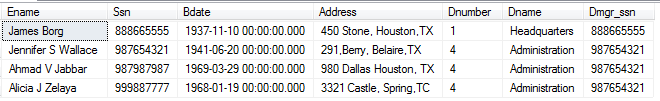 Ename Ssn Bdate Address Dnumber Dname Dmgr_ssn
James Borg 888665555 1937-11-10 00:00:00.000 450 Stone, Houston,TX 1 Headquarters 888665555
Jennifer S Wallace 987654321 1941-06-20 00:00:00.000 291,Berry, Belaire,TX 4 Administration 987654321
Ahmad V Jabbar 987987987 1969-03-29 00:00:00.000 980 Dallas Houston, TX 4 Administration 987654321
Alicia J Zelaya 999887777 1968-01-19 00:00:00.000 3321 Castle, Spring,TC 4 Administration 987654321